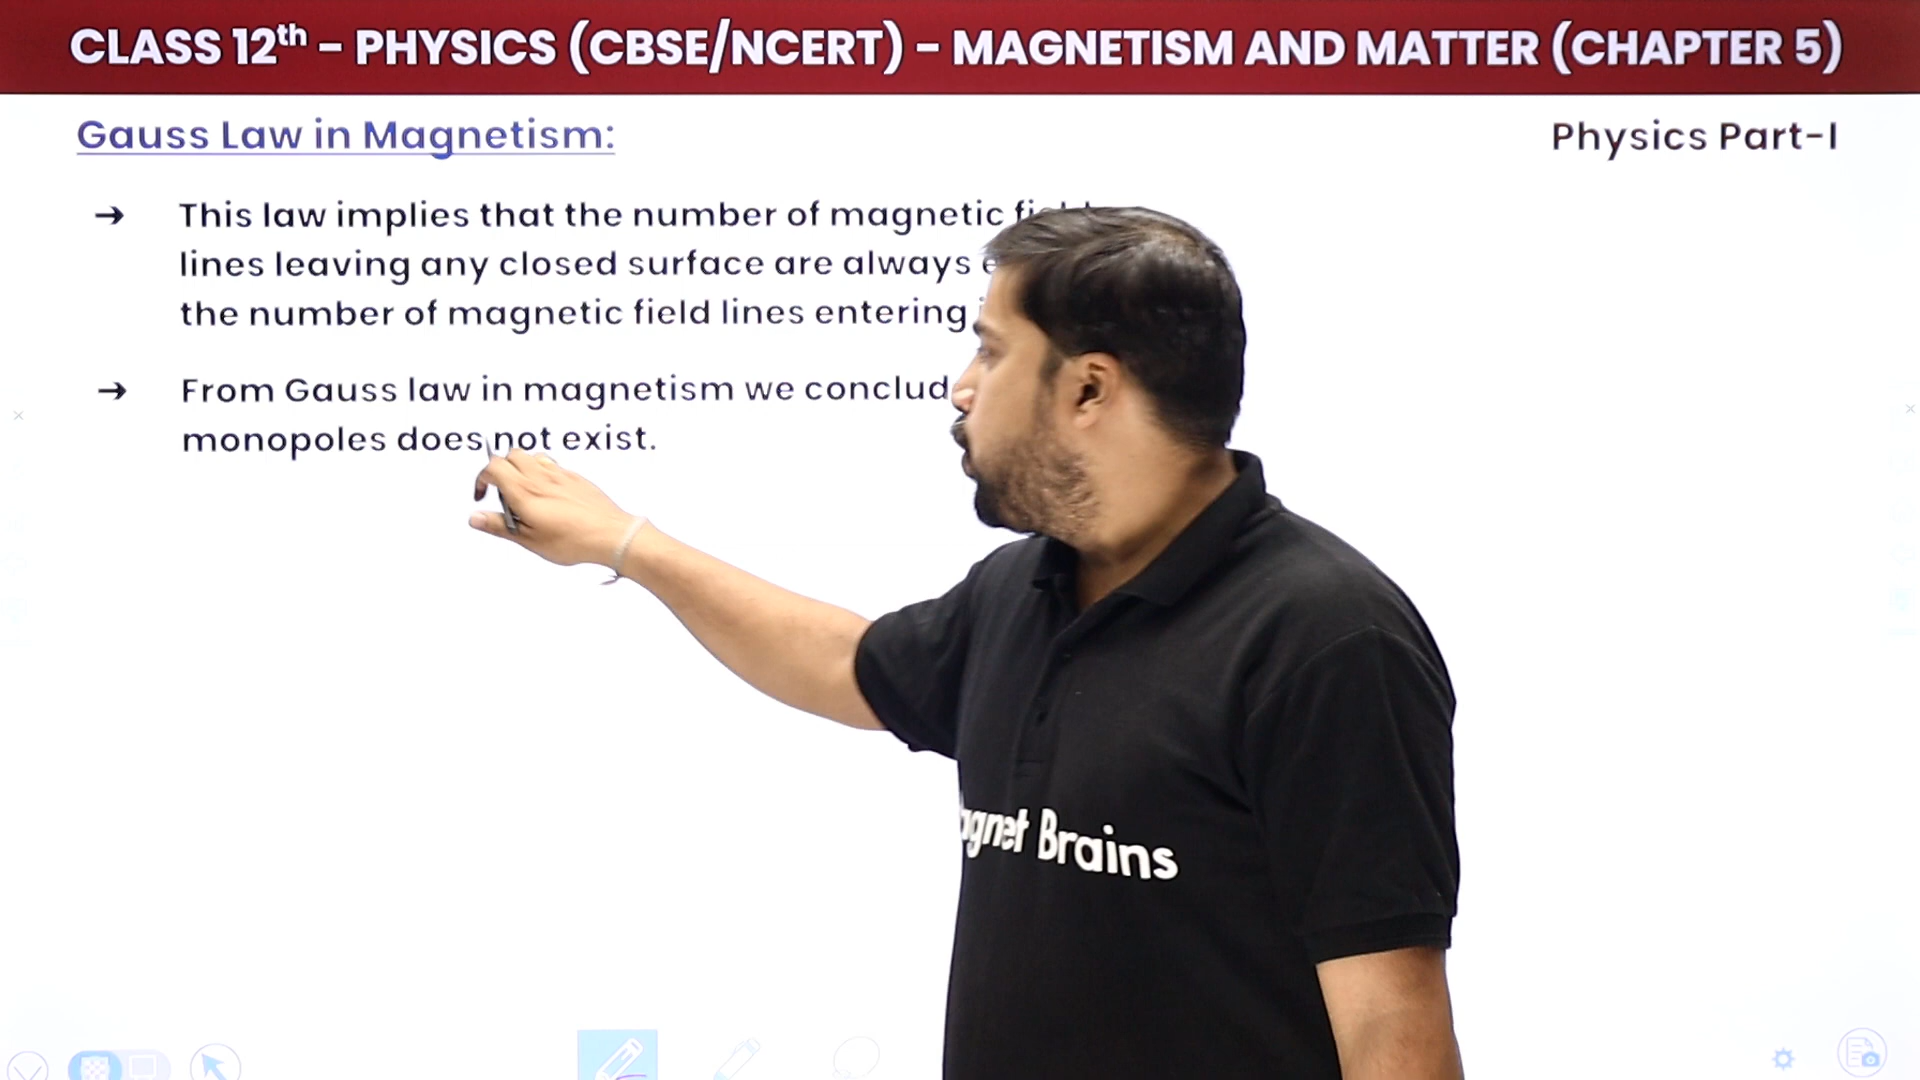 CLASS 12th – PHYSICS (CBSE/NCERT) – MAGNETISM AND MATTER (CHAPTER 5)
Gauss Law in Magnetism:
Physics Part-I
→ This law implies that the number of magnetic
lines leaving any closed surface are always
the number of magnetic field lines entering
→ From Gauss law in magnetism we
monopoles does not exist.
Brains